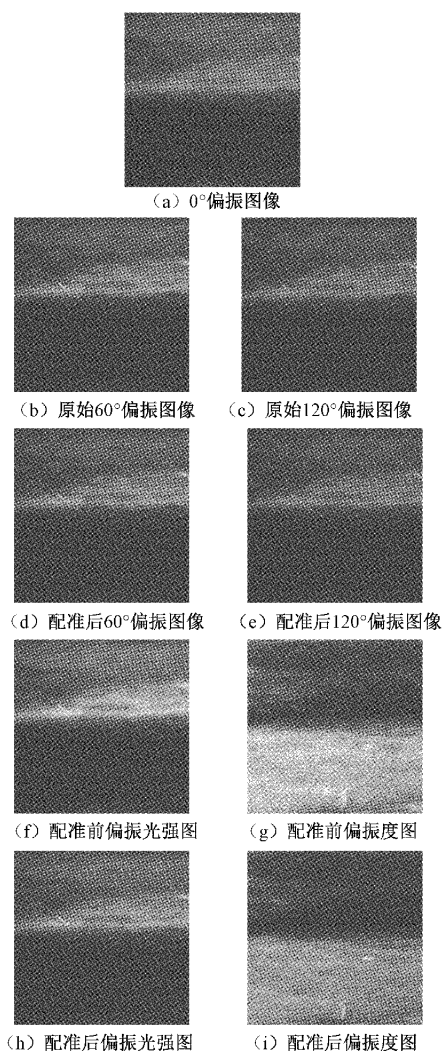 （a）0°偏振图像
（b）原始60°偏振图像
（c）原始120°偏振图像
（d）配准后60°偏振图像
（e）配准后120°偏振图像
（f）配准前偏振光强图
（g）配准前偏振度图
（h）配准后偏振光强图
（i）配准后偏振度图